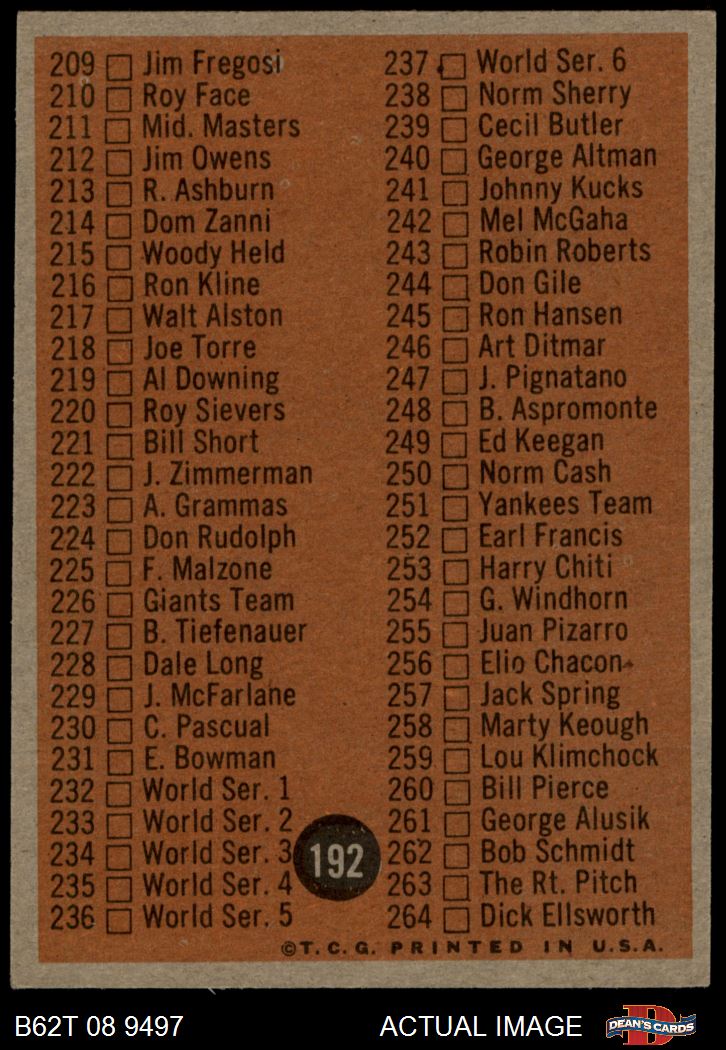 209 Jim Fregosi
210 Roy Face
211 Mid. Masters
212 Jim Owens
213 R. Ashburn
214 Dom Zanni
215 Woody Held
216 Ron Kline
217 Walt Alston
218 Joe Torre
219 Al Downing
220 Roy Sievers
221 Bill Short
222 J. Zimmerman
223 A. Grammas
224 Don Rudolph
225 F. Malzone
226 Giants Team
227 B. Tiefenauer
228 Dale Long
229 J. McFarlane
230 C. Pascual
231 E. Bowman
232 World Ser. 1
233 World Ser. 2
234 World Ser. 3
235 World Ser. 4
236 World Ser. 5
192
237 World Ser. 6
238 Norm Sherry
239 Cecil Butler
240 George Altman
241 Johnny Kucks
242 Mel McGaha
243 Robin Roberts
244 Don Gile
245 Ron Hansen
246 Art Ditmar
247 J. Pignatano
248 B. Aspromonte
249 Ed Keegan
250 Norm Cash
251 Yankees Team
252 Earl Francis
253 Harry Chiti
254 G. Windhorn
255 Juan Pizarro
256 Elio Chacon
257 Jack Spring
258 Marty Keough
259 Lou Klimchock
260 Bill Pierce
261 George Alusik
262 Bob Schmidt
263 The Rt. Pitch
264 Dick Ellsworth
©T.C.G. PRINTED IN U.S.A.
B62T 08 9497 ACTUAL IMAGE D DEAN'S CARDS